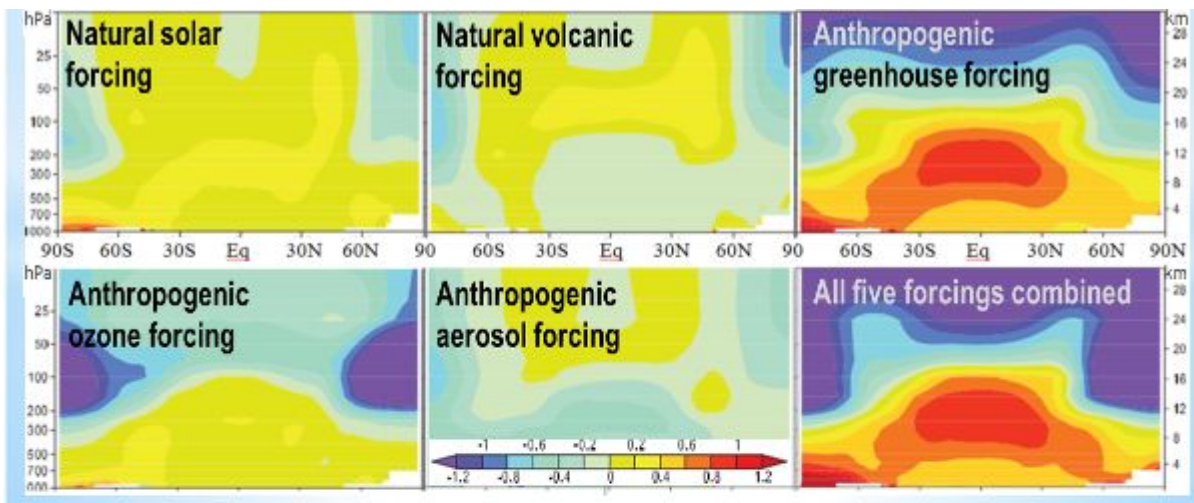 hPa
Natural solar
forcing
25
50
100
200
300
500
700
1000
90S 60S 30S Eq 30N 60N
Natural volcanic
forcing
90 60S 30S Eq 30N 60N 90
km
Anthropogenic
greenhouse forcing
28
24
20
16
12
8
4
60S 30S Eq 30N 60N 90N
hPa
Anthropogenic
ozone forcing
25
50
100
200
300
500
700
Anthropogenic
aerosol forcing
-1 -0.6 -0.2 0.2 0.6 1
-1.2 -0.8 -0.4 0 0.4 0.8 1.2
km
All five forcings combined
28
24
20
16
12
8
4